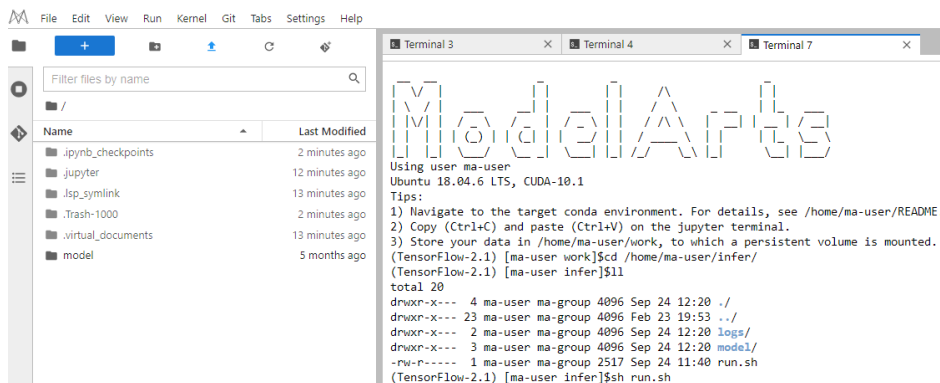 File Edit View Run Kernel Git Tabs Settings Help
Filter files by name
/
Name Last Modified
.ipynb_checkpoints 2 minutes ago
.jupyter 12 minutes ago
.lsp_symlink 13 minutes ago
.Trash-1000 2 minutes ago
.virtual_documents 13 minutes ago
model 5 months ago
Terminal 3 Terminal 4 Terminal 7
ModelArts
Using user ma-user
Ubuntu 18.04.6 LTS, CUDA-10.1
Tips:
1) Navigate to the target conda environment. For details, see /home/ma-user/README
2) Copy (Ctrl+C) and paste (Ctrl+V) on the jupyter terminal.
3) Store your data in /home/ma-user/work, to which a persistent volume is mounted.
(TensorFlow-2.1) [ma-user work]$cd /home/ma-user/infer/
(TensorFlow-2.1) [ma-user infer]$ll
total 20
drwxr-x--- 4 ma-user ma-group 4096 Sep 24 12:20 ./
drwxr-x--- 23 ma-user ma-group 4096 Feb 23 19:53 ../
drwxr-x--- 2 ma-user ma-group 4096 Sep 24 12:20 logs/
drwxr-x--- 3 ma-user ma-group 4096 Sep 24 12:20 model/
-rw-r----- 1 ma-user ma-group 2517 Sep 24 11:40 run.sh
(TensorFlow-2.1) [ma-user infer]$sh run.sh